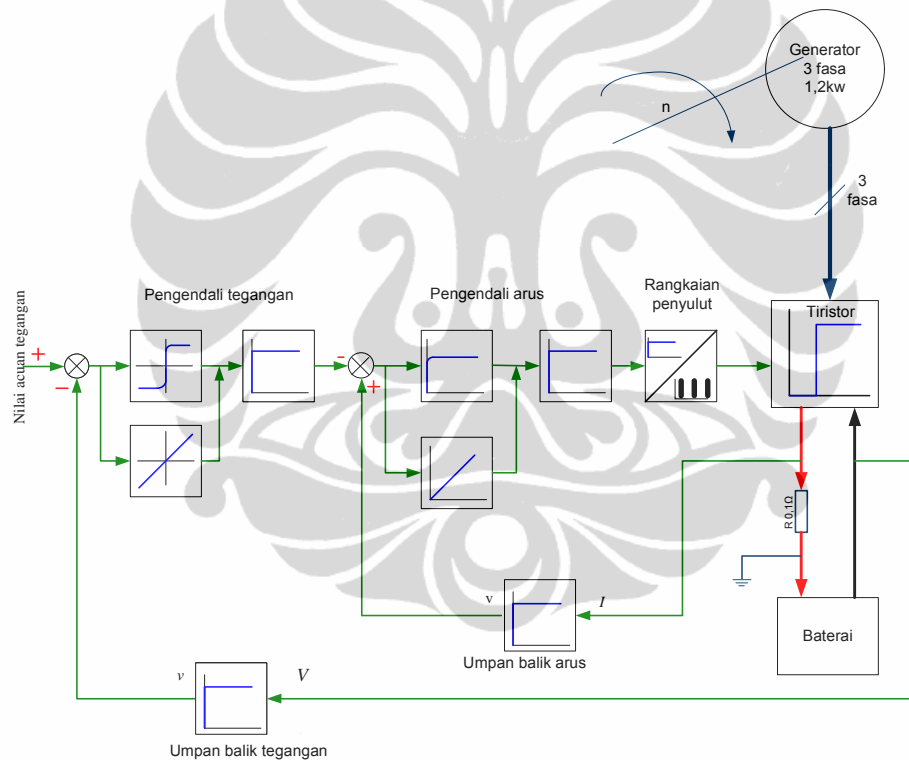 Generator
3 fasa
1,2kw
n
3
fasa
Pengendali tegangan
Pengendali arus
Rangkaian
penyulut
Tiristor
Nilai acuan tegangan
+
−
-
+
R 0,1Ω
v
I
Baterai
Umpan balik arus
v
V
Umpan balik tegangan